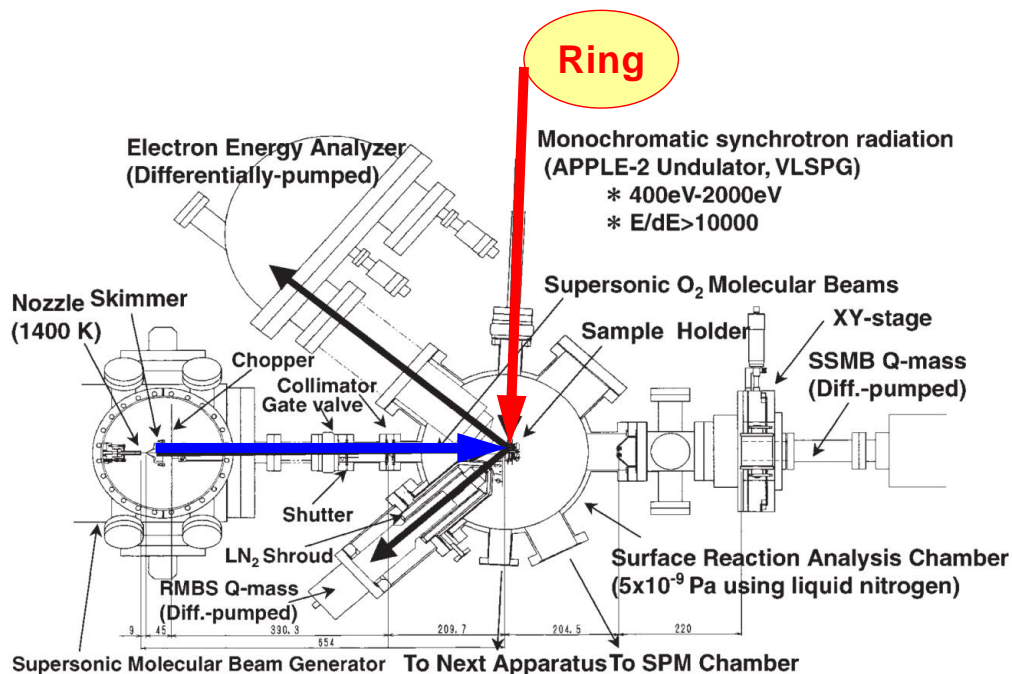 Ring
Electron Energy Analyzer
(Differentially-pumped)
Monochromatic synchrotron radiation
(APPLE-2 Undulator, VLSPG)
* 400eV-2000eV
* E/dE>10000
Supersonic O2 Molecular Beams
Nozzle
(1400 K)
Skimmer
Chopper
Collimator
Gate valve
Sample Holder
XY-stage
SSMB Q-mass
(Diff.-pumped)
Shutter
LN2 Shroud
RMBS Q-mass
(Diff.-pumped)
Surface Reaction Analysis Chamber
(5x10-9 Pa using liquid nitrogen)
9 45 390.3 209.7 204.5 220
654
Supersonic Molecular Beam Generator
To Next Apparatus
To SPM Chamber